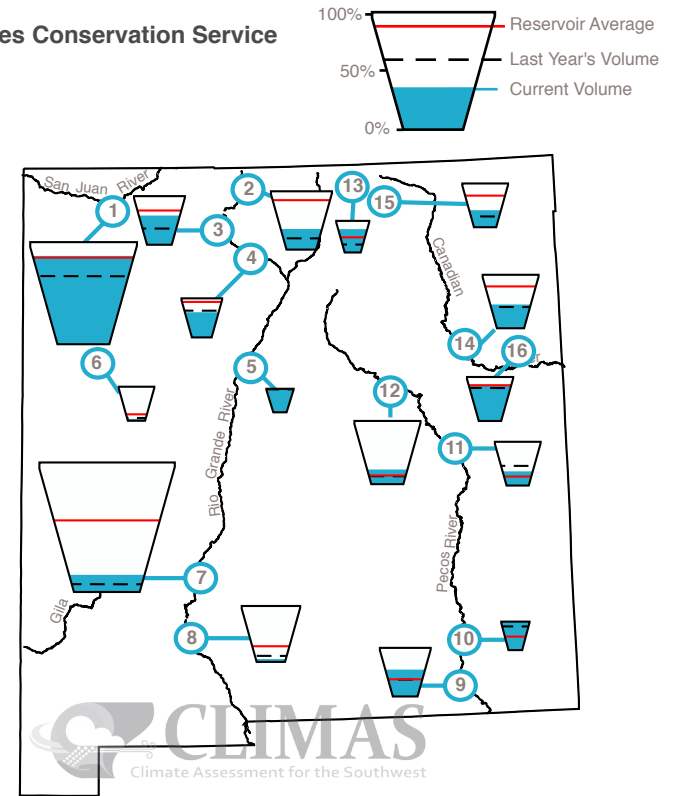 es Conservation Service
100%
50%
0%
Reservoir Average
Last Year's Volume
Current Volume
San Juan River
1
2
3
4
5
6
7
8
9
10
11
12
13
14
15
16
Canadian
er
Rio Grande River
Pecos River
Gila
CLIMAS
Climate Assessment for the Southwest